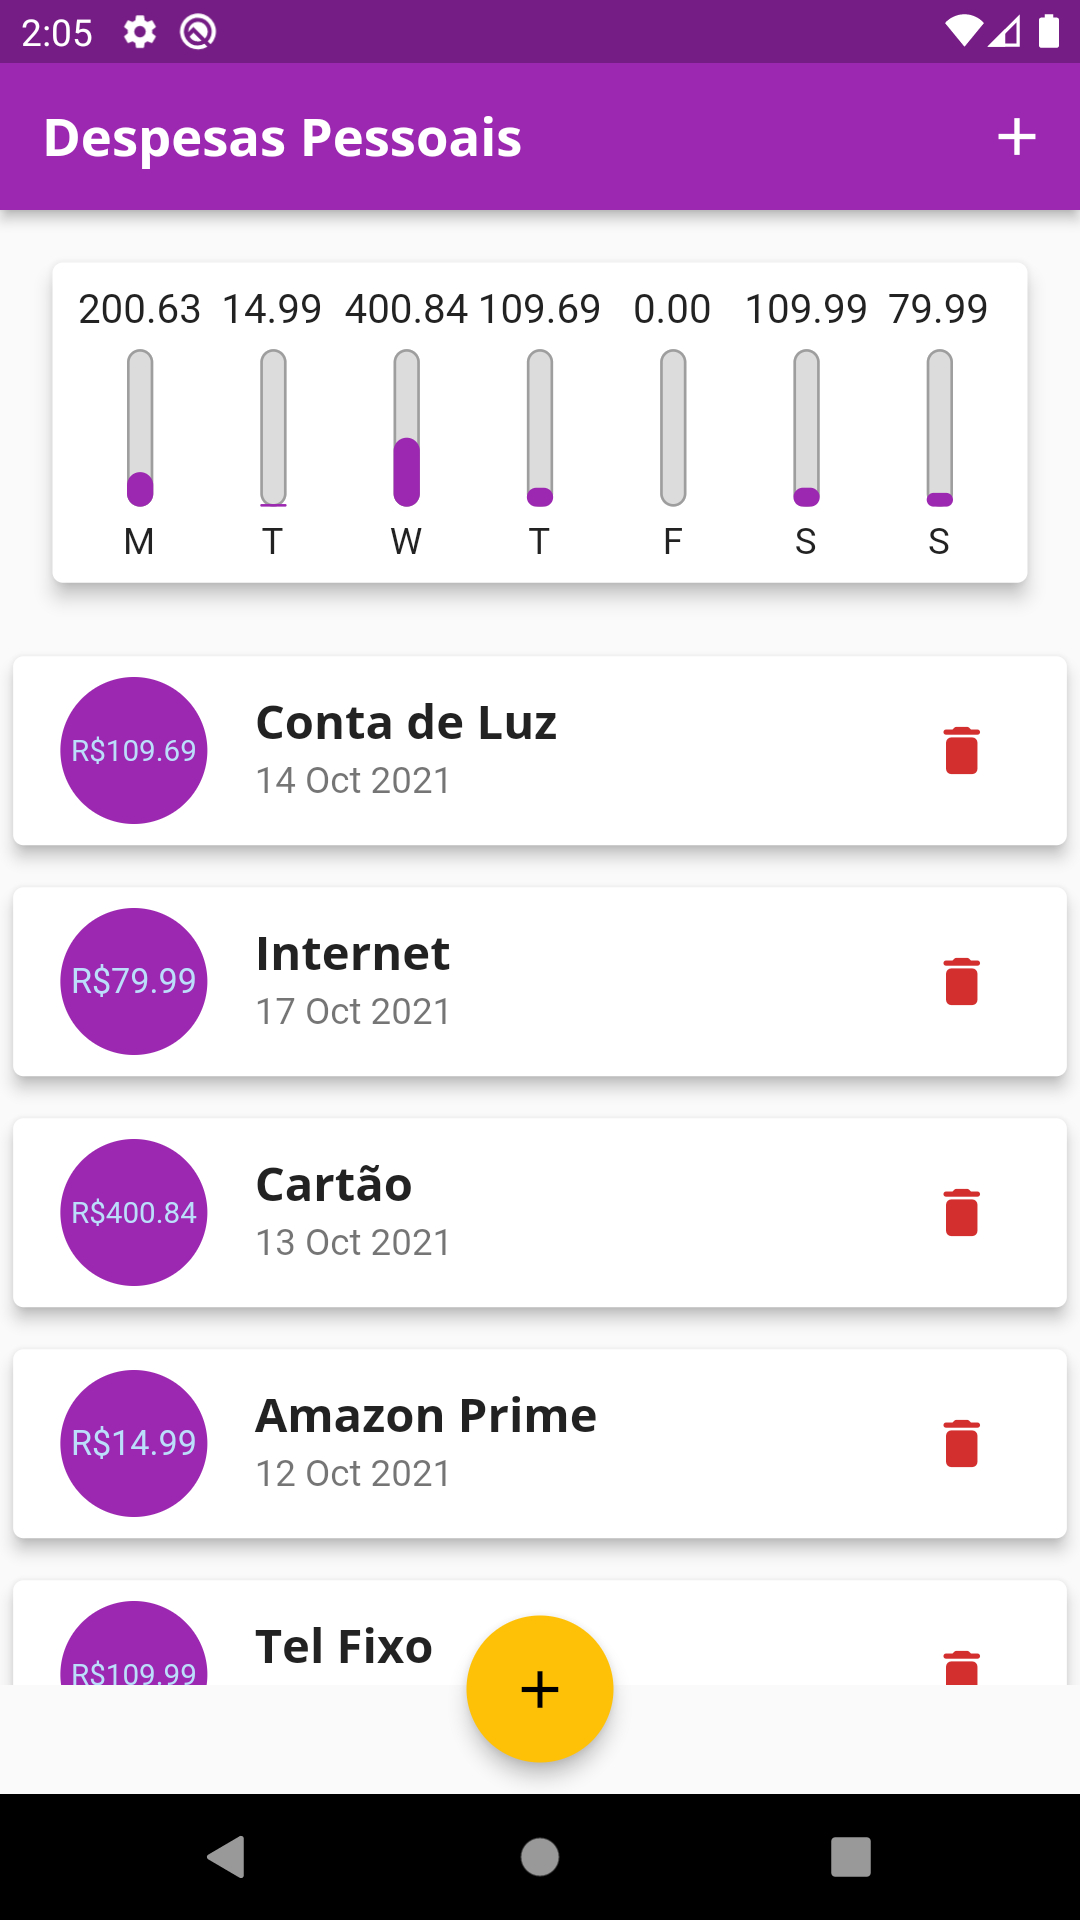 2:05
Despesas Pessoais
200.63 14.99 400.84 109.69 0.00 109.99 79.99
M T W T F S S
R$109.69
Conta de Luz
14 Oct 2021
R$79.99
Internet
17 Oct 2021
R$400.84
Cartão
13 Oct 2021
R$14.99
Amazon Prime
12 Oct 2021
R$109.99
Tel Fixo